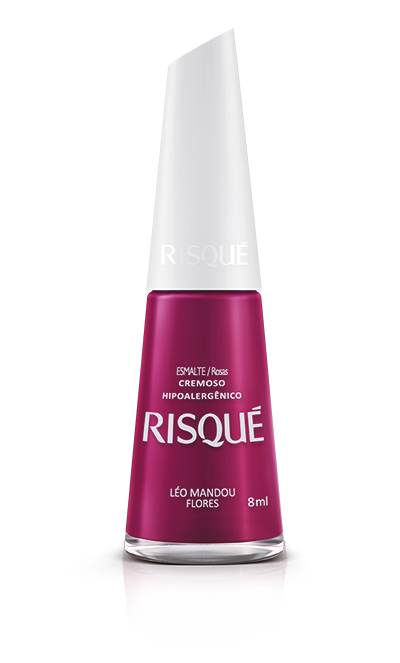 RISQUÉ
ESMALTE / Rosas
CREMOSO
HIPOALERGÊNICO
RISQUÉ
LÉO MANDOU
FLORES
8ml